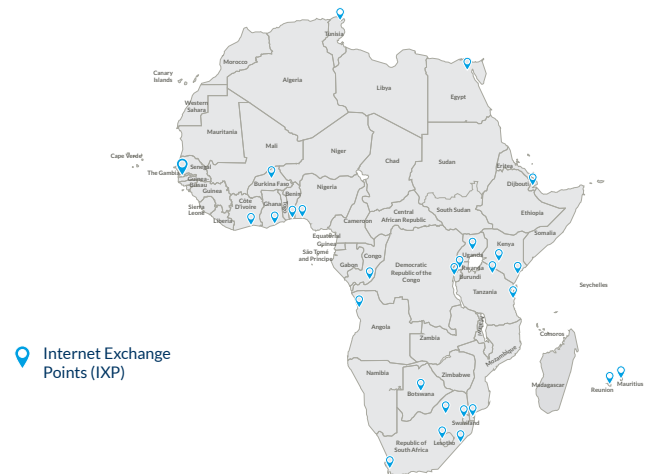 Tunisia
Morocco
Canary
Islands
Algeria
Libya
Egypt
Western
Sahara
Mauritania
Mali
Niger
Chad
Sudan
Eritrea
Cape Verde
Senegal
The Gambia
Guinea
Bissau
Guinea
Burkina Faso
Djibouti
Benin
Nigeria
Sierra
Leone
Côte
D'Ivoire
Ghana
Togo
Liberia
Cameroon
Central
African Republic
South Sudan
Ethiopia
Somalia
Equatorial
Guinea
São Tomé
and Principe
Gabon
Congo
Democratic
Republic of the
Congo
Uganda
Kenya
Rwanda
Burundi
Tanzania
Seychelles
Angola
Zambia
Malawi
Mozambique
Comoros
Namibia
Botswana
Zimbabwe
Madagascar
Reunion
Mauritius
Swaziland
Lesotho
Republic of
South Africa
Internet Exchange
Points (IXP)